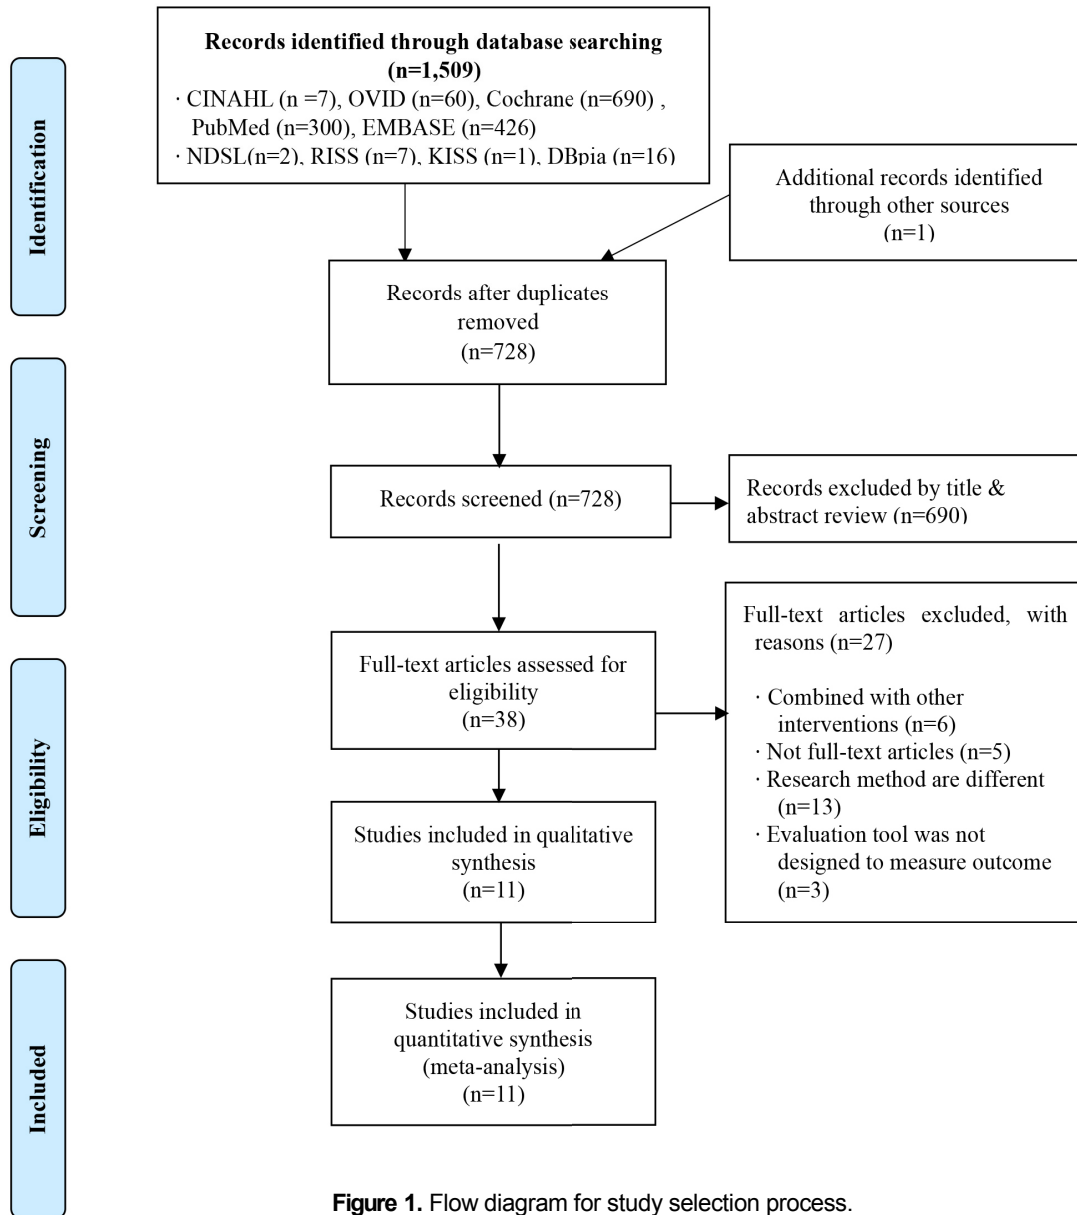 Records identified through database searching
(n=1,509)
· CINAHL (n =7), OVID (n=60), Cochrane (n=690) ,
PubMed (n=300), EMBASE (n=426)
· NDSL(n=2), RISS (n=7), KISS (n=1), DBpia (n=16)
Identification
Additional records identified
through other sources
(n=1)
Records after duplicates
removed
(n=728)
Screening
Records screened (n=728)
Records excluded by title &
abstract review (n=690)
Eligibility
Full-text articles assessed for
eligibility
(n=38)
Full-text articles excluded, with
reasons (n=27)
· Combined with other
interventions (n=6)
· Not full-text articles (n=5)
· Research method are different
(n=13)
· Evaluation tool was not
designed to measure outcome
(n=3)
Studies included in qualitative
synthesis
(n=11)
Included
Studies included in
quantitative synthesis
(meta-analysis)
(n=11)
Figure 1. Flow diagram for study selection process.